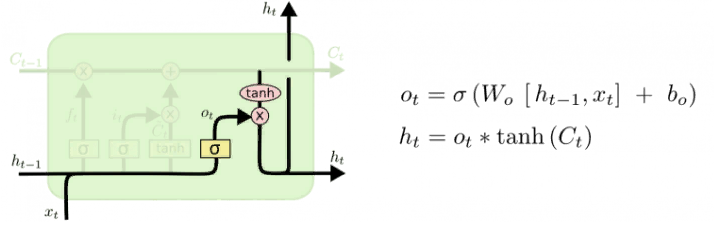 h_t
C_{t-1} C_t
tanh
f_t i_t o_t ×
C̃_t
σ σ tanh σ
h_{t-1} h_t
x_t
o_t = σ (W_o [h_{t-1}, x_t] + b_o)
h_t = o_t * tanh (C_t)